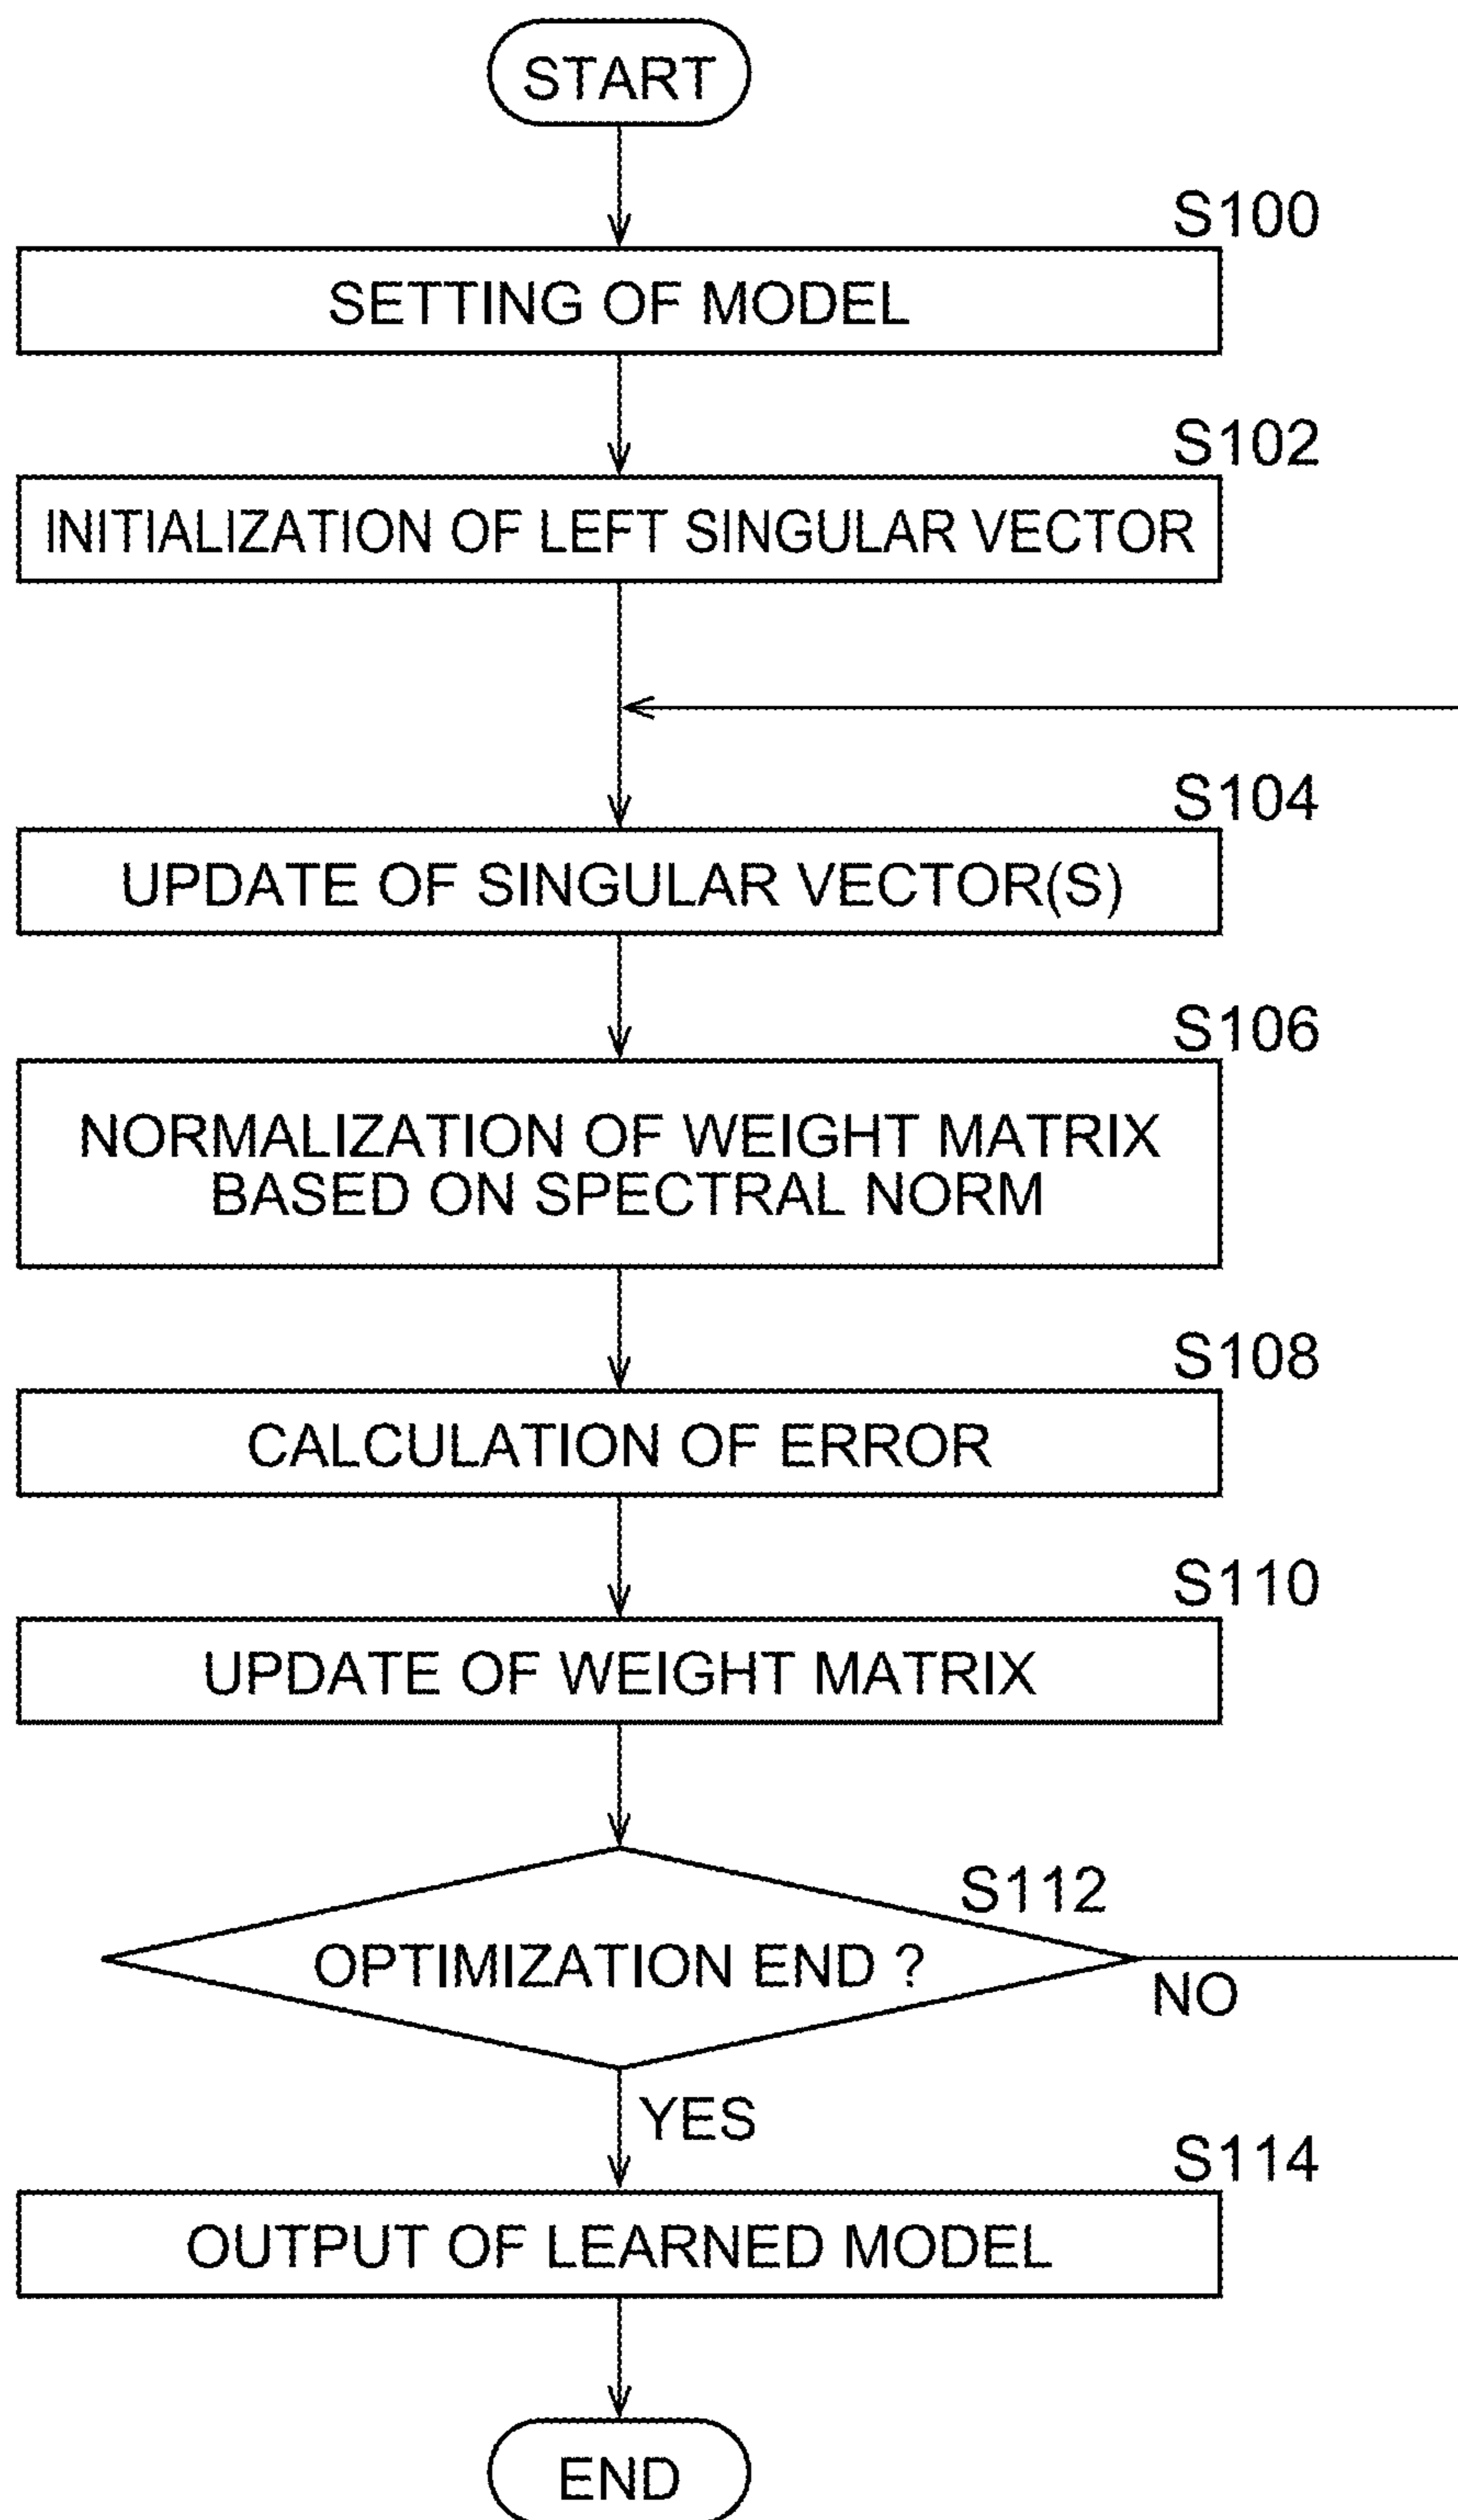 START
S100
SETTING OF MODEL
S102
INITIALIZATION OF LEFT SINGULAR VECTOR
S104
UPDATE OF SINGULAR VECTOR(S)
S106
NORMALIZATION OF WEIGHT MATRIX
BASED ON SPECTRAL NORM
S108
CALCULATION OF ERROR
S110
UPDATE OF WEIGHT MATRIX
S112
OPTIMIZATION END ?
NO
YES
S114
OUTPUT OF LEARNED MODEL
END